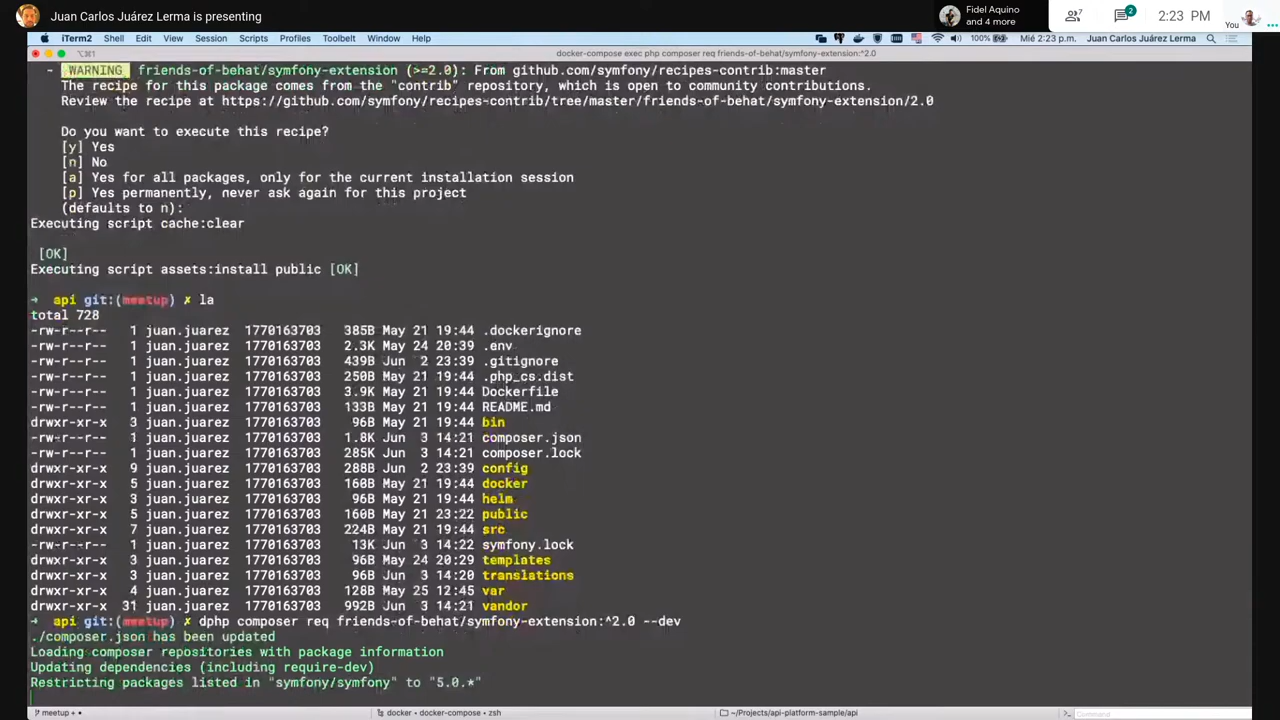 Juan Carlos Juárez Lerma is presenting
Fidel Aquino
and 4 more
7
2
2:23 PM
You
iTerm2 Shell Edit View Session Scripts Profiles Toolbelt Window Help
100% Mié 2:23 p.m. Juan Carlos Juárez Lerma
⌥⌘1
docker-compose exec php composer req friends-of-behat/symfony-extension:^2.0
- WARNING friends-of-behat/symfony-extension (>=2.0): From github.com/symfony/recipes-contrib:master
The recipe for this package comes from the "contrib" repository, which is open to community contributions.
Review the recipe at https://github.com/symfony/recipes-contrib/tree/master/friends-of-behat/symfony-extension/2.0
Do you want to execute this recipe?
[y] Yes
[n] No
[a] Yes for all packages, only for the current installation session
[p] Yes permanently, never ask again for this project
(defaults to n):
Executing script cache:clear
[OK]
Executing script assets:install public [OK]
➜ api git:(meetup) ✗ la
total 728
-rw-r--r-- 1 juan.juarez 1770163703 385B May 21 19:44 .dockerignore
-rw-r--r-- 1 juan.juarez 1770163703 2.3K May 24 20:39 .env
-rw-r--r-- 1 juan.juarez 1770163703 439B Jun 2 23:39 .gitignore
-rw-r--r-- 1 juan.juarez 1770163703 250B May 21 19:44 .php_cs.dist
-rw-r--r-- 1 juan.juarez 1770163703 3.9K May 21 19:44 Dockerfile
-rw-r--r-- 1 juan.juarez 1770163703 133B May 21 19:44 README.md
drwxr-xr-x 3 juan.juarez 1770163703 96B May 21 19:44 bin
-rw-r--r-- 1 juan.juarez 1770163703 1.8K Jun 3 14:21 composer.json
-rw-r--r-- 1 juan.juarez 1770163703 285K Jun 3 14:21 composer.lock
drwxr-xr-x 9 juan.juarez 1770163703 288B Jun 2 23:39 config
drwxr-xr-x 5 juan.juarez 1770163703 160B May 21 19:44 docker
drwxr-xr-x 3 juan.juarez 1770163703 96B May 21 19:44 helm
drwxr-xr-x 5 juan.juarez 1770163703 160B May 21 23:22 public
drwxr-xr-x 7 juan.juarez 1770163703 224B May 21 19:44 src
-rw-r--r-- 1 juan.juarez 1770163703 13K Jun 3 14:22 symfony.lock
drwxr-xr-x 3 juan.juarez 1770163703 96B May 24 20:29 templates
drwxr-xr-x 3 juan.juarez 1770163703 96B Jun 3 14:20 translations
drwxr-xr-x 4 juan.juarez 1770163703 128B May 25 12:45 var
drwxr-xr-x 31 juan.juarez 1770163703 992B Jun 3 14:21 vendor
➜ api git:(meetup) ✗ dphp composer req friends-of-behat/symfony-extension:^2.0 --dev
./composer.json has been updated
Loading composer repositories with package information
Updating dependencies (including require-dev)
Restricting packages listed in "symfony/symfony" to "5.0.*"
meetup + •
docker • docker-compose • zsh
~/Projects/api-platform-sample/api
Command